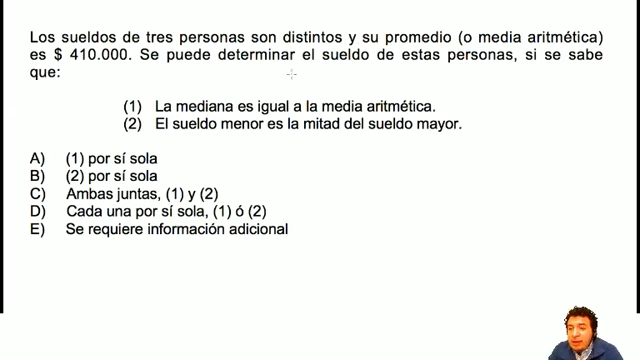 Los sueldos de tres personas son distintos y su promedio (o media aritmética)
es $ 410.000. Se puede determinar el sueldo de estas personas, si se sabe
que:
(1) La mediana es igual a la media aritmética.
(2) El sueldo menor es la mitad del sueldo mayor.
A) (1) por sí sola
B) (2) por sí sola
C) Ambas juntas, (1) y (2)
D) Cada una por sí sola, (1) ó (2)
E) Se requiere información adicional